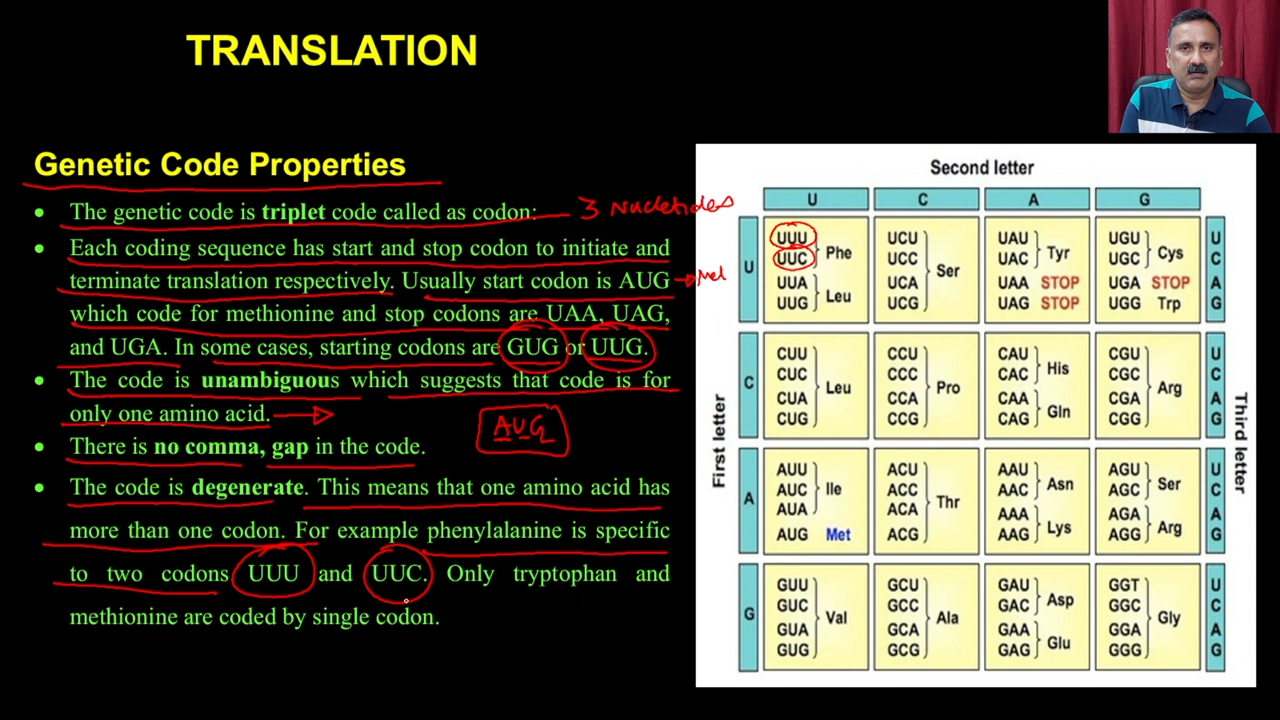 TRANSLATION
Genetic Code Properties
• The genetic code is triplet code called as codon: 3 Nucletides
• Each coding sequence has start and stop codon to initiate and
terminate translation respectively. Usually start codon is AUG → Met
which code for methionine and stop codons are UAA, UAG,
and UGA. In some cases, starting codons are GUG or UUG.
• The code is unambiguous which suggests that code is for
only one amino acid.
AUG
• There is no comma, gap in the code.
• The code is degenerate. This means that one amino acid has
more than one codon. For example phenylalanine is specific
to two codons UUU and UUC. Only tryptophan and
methionine are coded by single codon.
Second letter
U C A G
First letter
Third letter
U
UUU
UUC
Phe
UUA
UUG
Leu
UCU
UCC
UCA
UCG
Ser
UAU
UAC
Tyr
UAA STOP
UAG STOP
UGU
UGC
Cys
UGA STOP
UGG Trp
U
C
A
G
C
CUU
CUC
CUA
CUG
Leu
CCU
CCC
CCA
CCG
Pro
CAU
CAC
His
CAA
CAG
Gln
CGU
CGC
CGA
CGG
Arg
U
C
A
G
A
AUU
AUC
AUA
Ile
AUG Met
ACU
ACC
ACA
ACG
Thr
AAU
AAC
Asn
AAA
AAG
Lys
AGU
AGC
Ser
AGA
AGG
Arg
U
C
A
G
G
GUU
GUC
GUA
GUG
Val
GCU
GCC
GCA
GCG
Ala
GAU
GAC
Asp
GAA
GAG
Glu
GGT
GGC
GGA
GGG
Gly
U
C
A
G